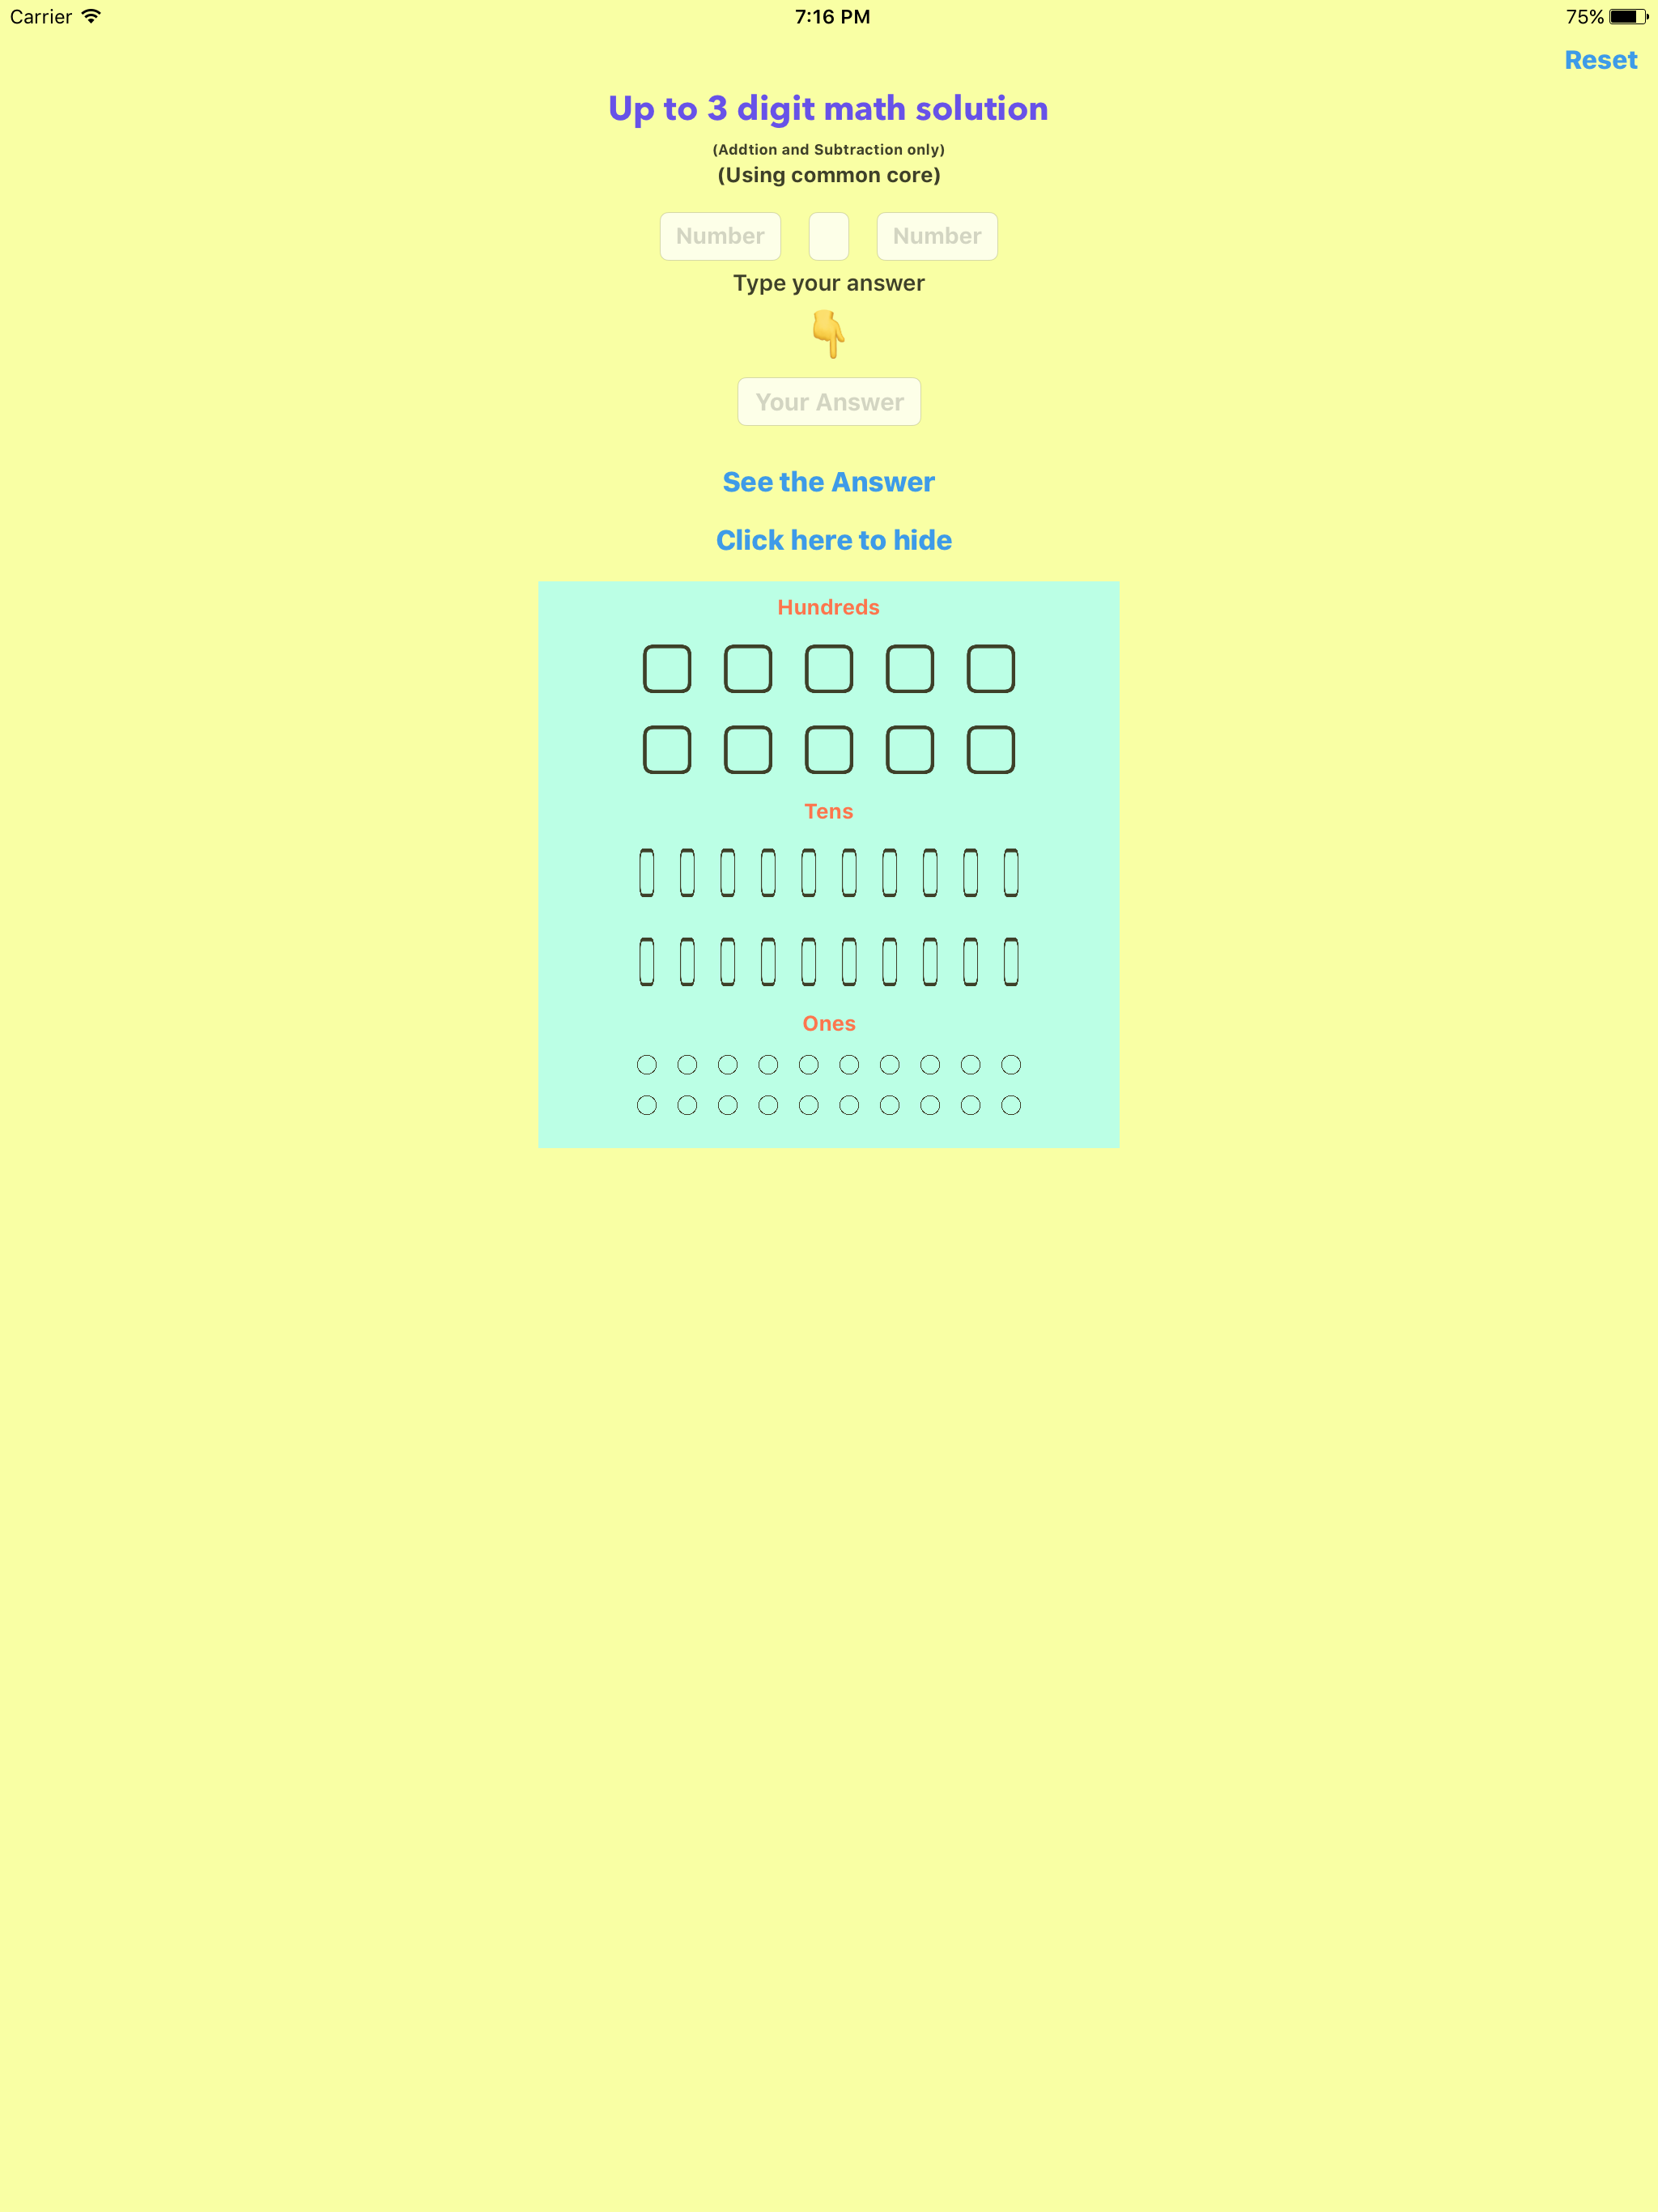 Carrier
7:16 PM
75%
Reset
Up to 3 digit math solution
(Addtion and Subtraction only)
(Using common core)
Number
Number
Type your answer
Your Answer
See the Answer
Click here to hide
Hundreds
Tens
Ones